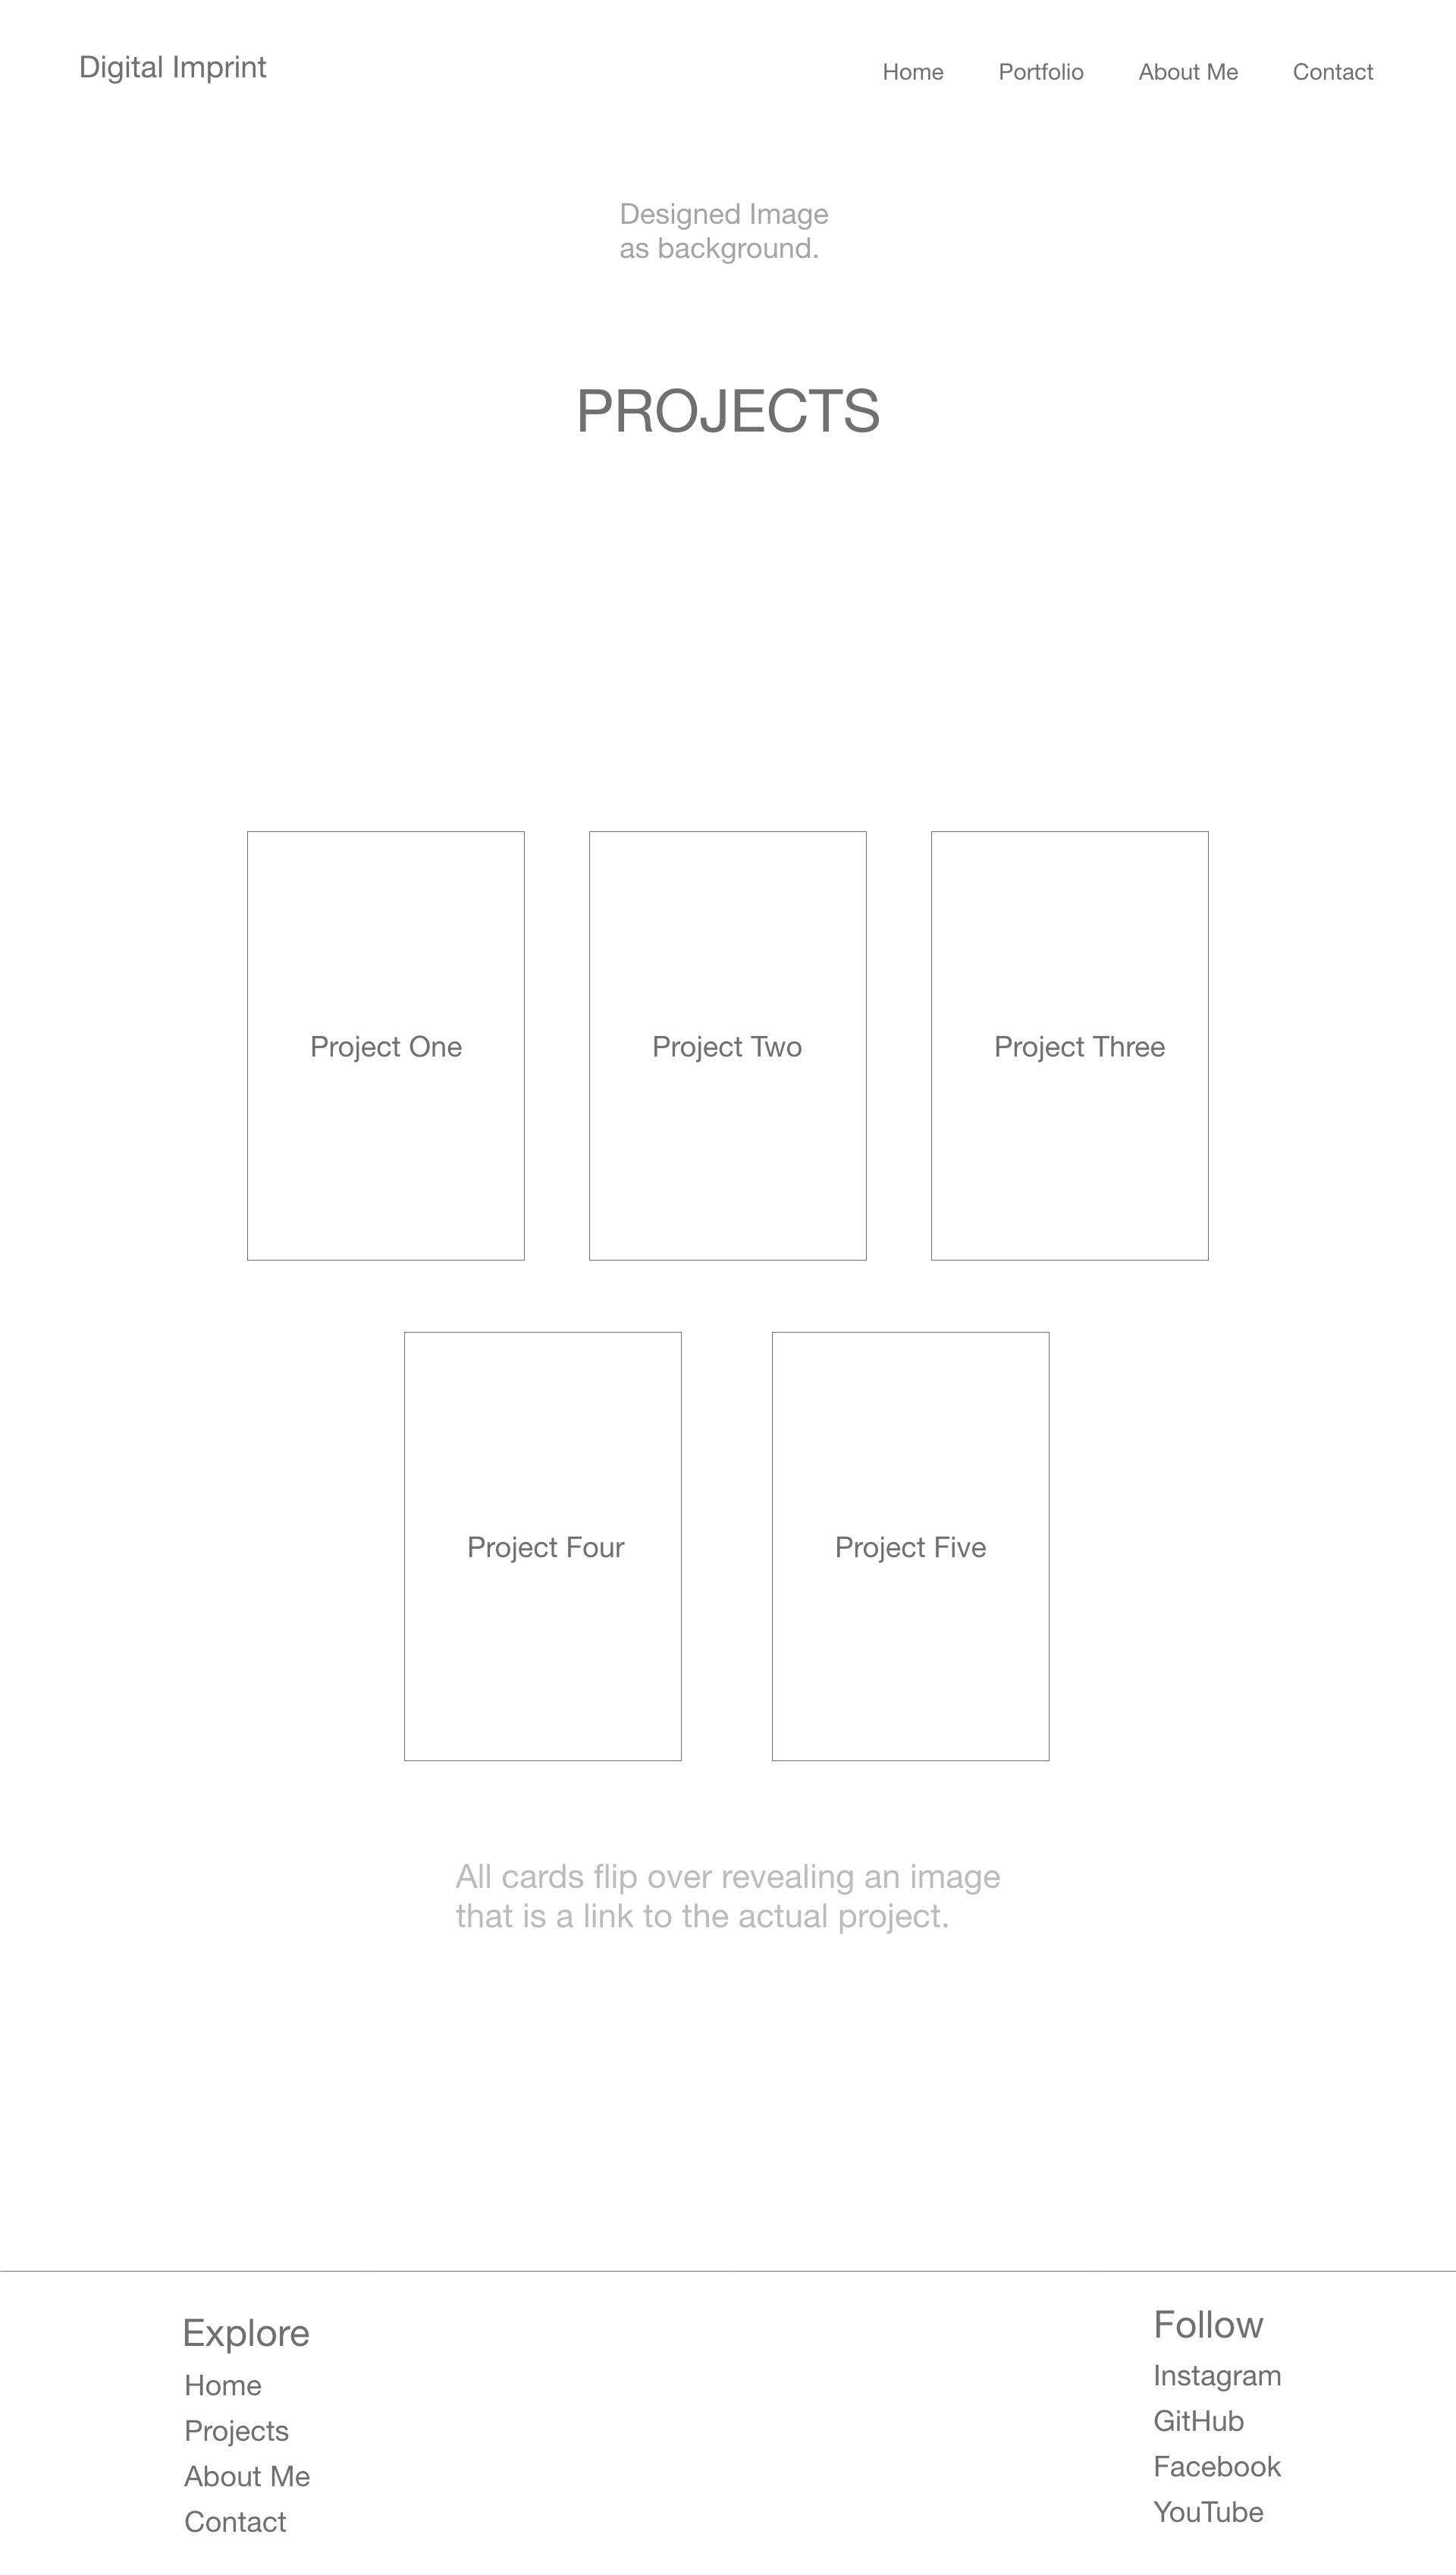 Digital Imprint
Home Portfolio About Me Contact
Designed Image
as background.
PROJECTS
Project One
Project Two
Project Three
Project Four
Project Five
All cards flip over revealing an image
that is a link to the actual project.
Explore
Home
Projects
About Me
Contact
Follow
Instagram
GitHub
Facebook
YouTube